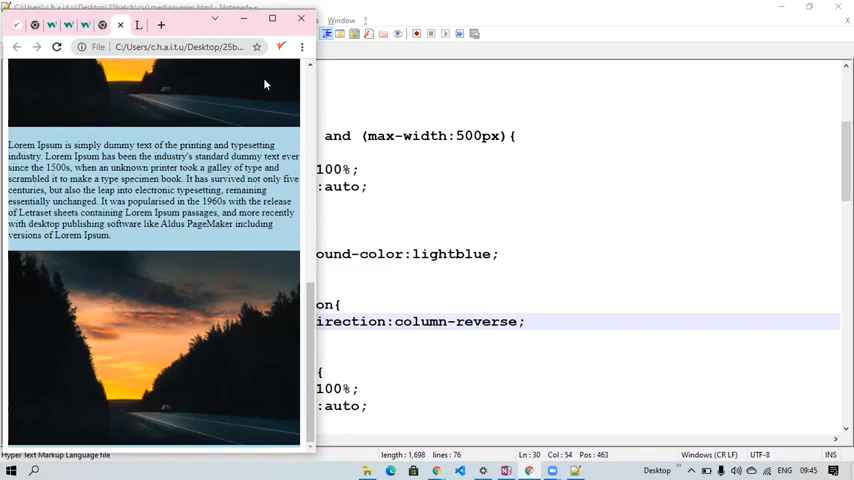 C:\Users\c.h.a.i.t.u\Desktop\25batch\css\mediaqueries.html - Notepad++
Window ?
File C:/Users/c.h.a.i.t.u/Desktop/25b...
and (max-width:500px){
100%;
:auto;
ound-color:lightblue;
on{
irection:column-reverse;
{
100%;
:auto;
Lorem Ipsum is simply dummy text of the printing and typesetting
industry. Lorem Ipsum has been the industry's standard dummy text ever
since the 1500s, when an unknown printer took a galley of type and
scrambled it to make a type specimen book. It has survived not only five
centuries, but also the leap into electronic typesetting, remaining
essentially unchanged. It was popularised in the 1960s with the release
of Letraset sheets containing Lorem Ipsum passages, and more recently
with desktop publishing software like Aldus PageMaker including
versions of Lorem Ipsum.
Hyper Text Markup Language file length : 1,698 lines : 76 Ln : 30 Col : 54 Pos : 463 Windows (CR LF) UTF-8 INS
Desktop ENG 09:45